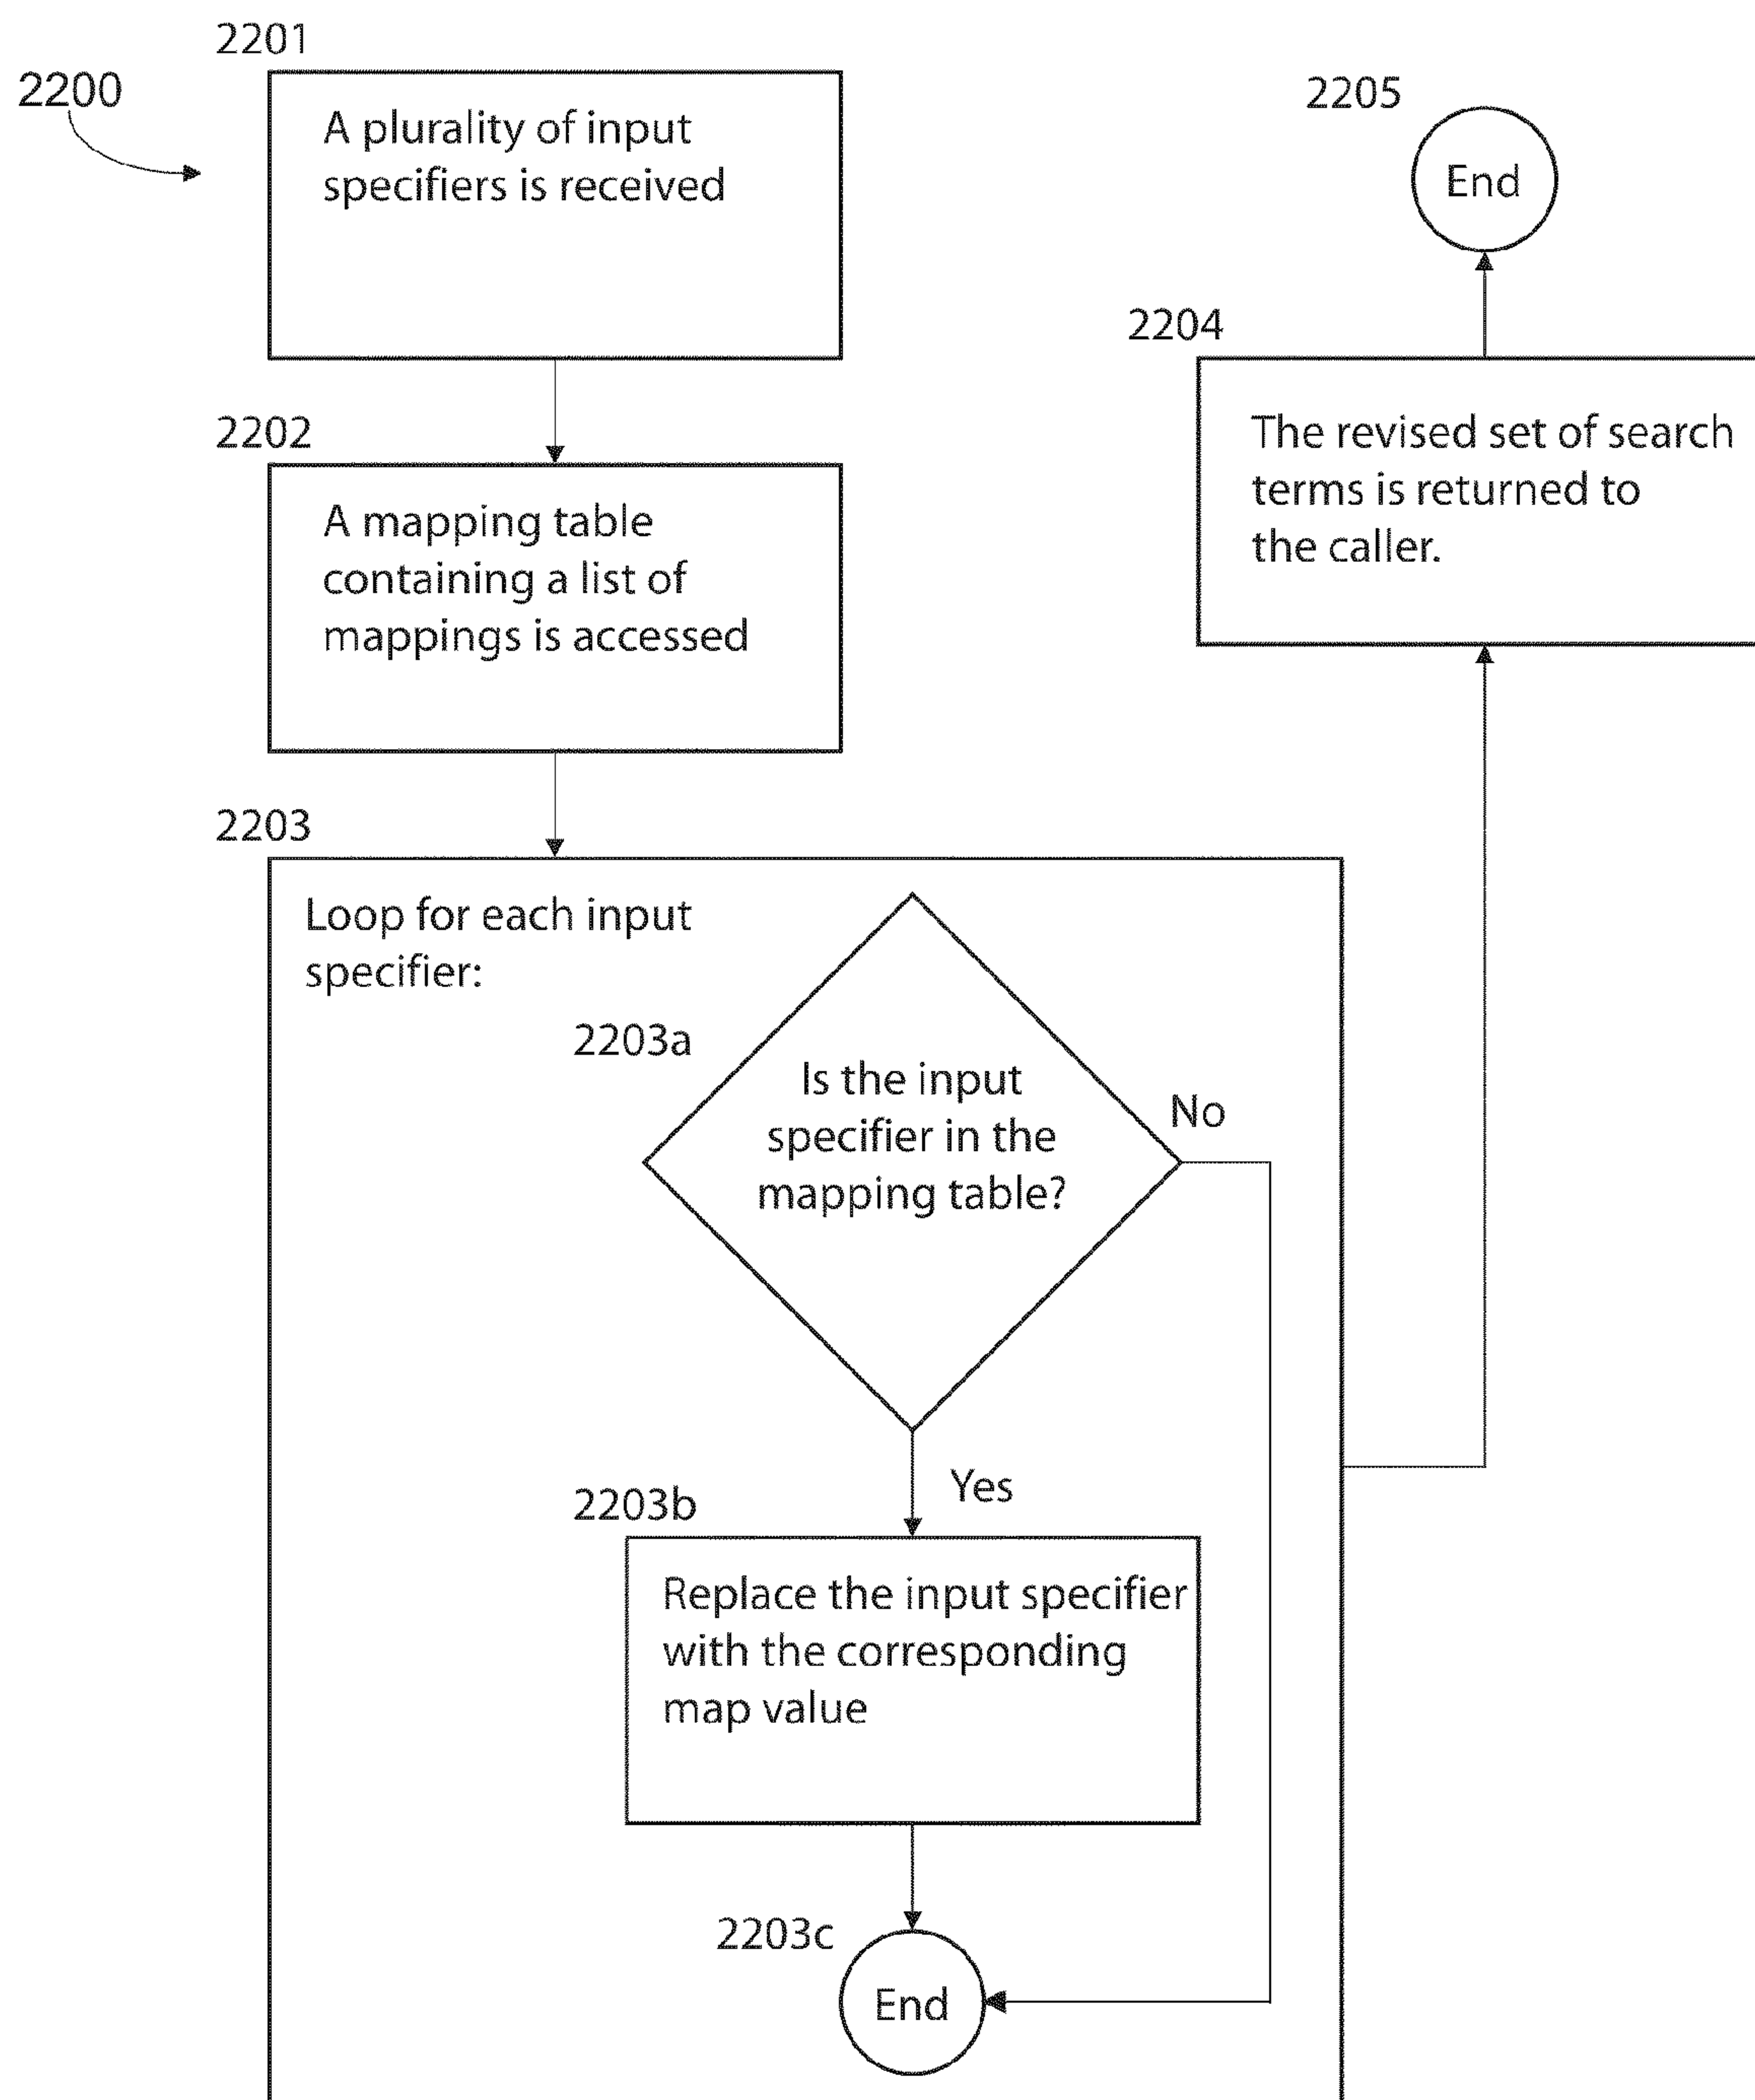 2200
2201
A plurality of input
specifiers is received
2202
A mapping table
containing a list of
mappings is accessed
2203
Loop for each input
specifier:
2203a
Is the input
specifier in the
mapping table?
No
Yes
2203b
Replace the input specifier
with the corresponding
map value
2203c
End
2204
The revised set of search
terms is returned to
the caller.
2205
End